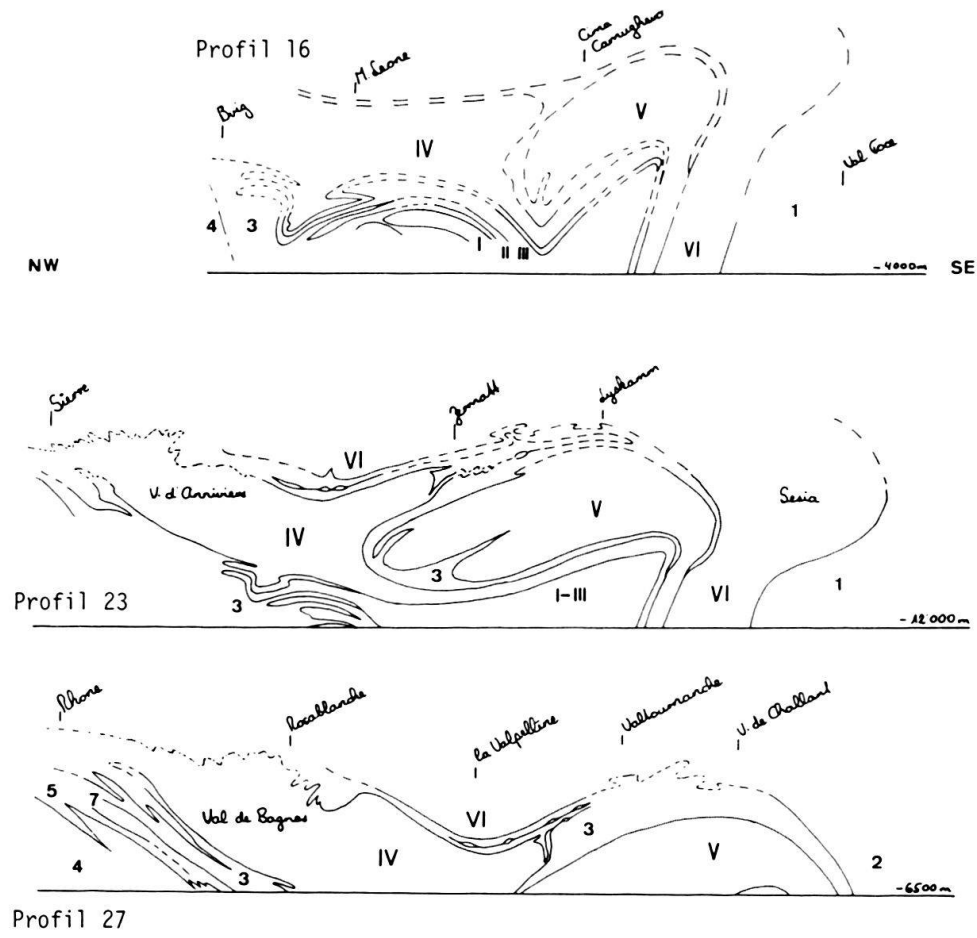 Profil 16
Brig
M. Leone
Cima Camughera
Val Toce
4 3 IV V 1
I II III VI
NW SE
-4000m
Sierre
Zermatt
Lyskamm
V. d'Anniviers
VI
IV
V
Sesia
3
3
I-III
VI
1
Profil 23
-12'000m
Rhone
Rosablanche
la Valpelline
Valtournanche
V. de Challant
5
7
Val de Bagnes
4
3
IV
VI
3
V
2
-6500m
Profil 27